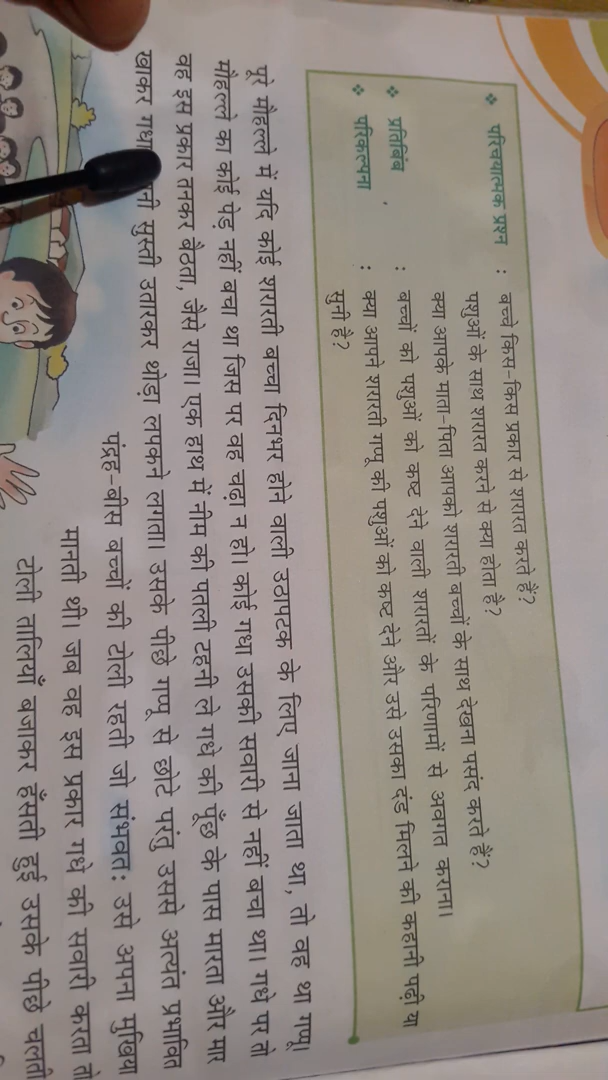 ❖ परिचयात्मक प्रश्न : बच्चे किस-किस प्रकार से शरारत करते हैं?
पशुओं के साथ शरारत करने से क्या होता है?
क्या आपके माता-पिता आपको शरारती बच्चों के साथ देखना पसंद करते हैं?
❖ प्रतिबिंब : बच्चों को पशुओं को कष्ट देने वाली शरारतों के परिणामों से अवगत कराना।
❖ परिकल्पना : क्या आपने शरारती गप्पू की पशुओं को कष्ट देने और उसे उसका दंड मिलने की कहानी पढ़ी या
सुनी है?
पूरे मौहल्ले में यदि कोई शरारती बच्चा दिनभर होने वाली उठापटक के लिए जाना जाता था, तो वह था गप्पू।
मौहल्ले का कोई पेड़ नहीं बचा था जिस पर वह चढ़ा न हो। कोई गधा उसकी सवारी से नहीं बचा था। गधे पर तो
वह इस प्रकार तनकर बैठता, जैसे राजा। एक हाथ में नीम की पतली टहनी ले गधे की पूँछ के पास मारता और मार
खाकर गधा सुस्ती उतारकर थोड़ा लपकने लगता। उसके पीछे गप्पू से छोटे परंतु उससे अत्यंत प्रभावित
पंद्रह-बीस बच्चों की टोली रहती जो संभवतः उसे अपना मुखिया
मानती थी। जब वह इस प्रकार गधे की सवारी करता तो
टोली तालियाँ बजाकर हँसती हुई उसके पीछे चलती